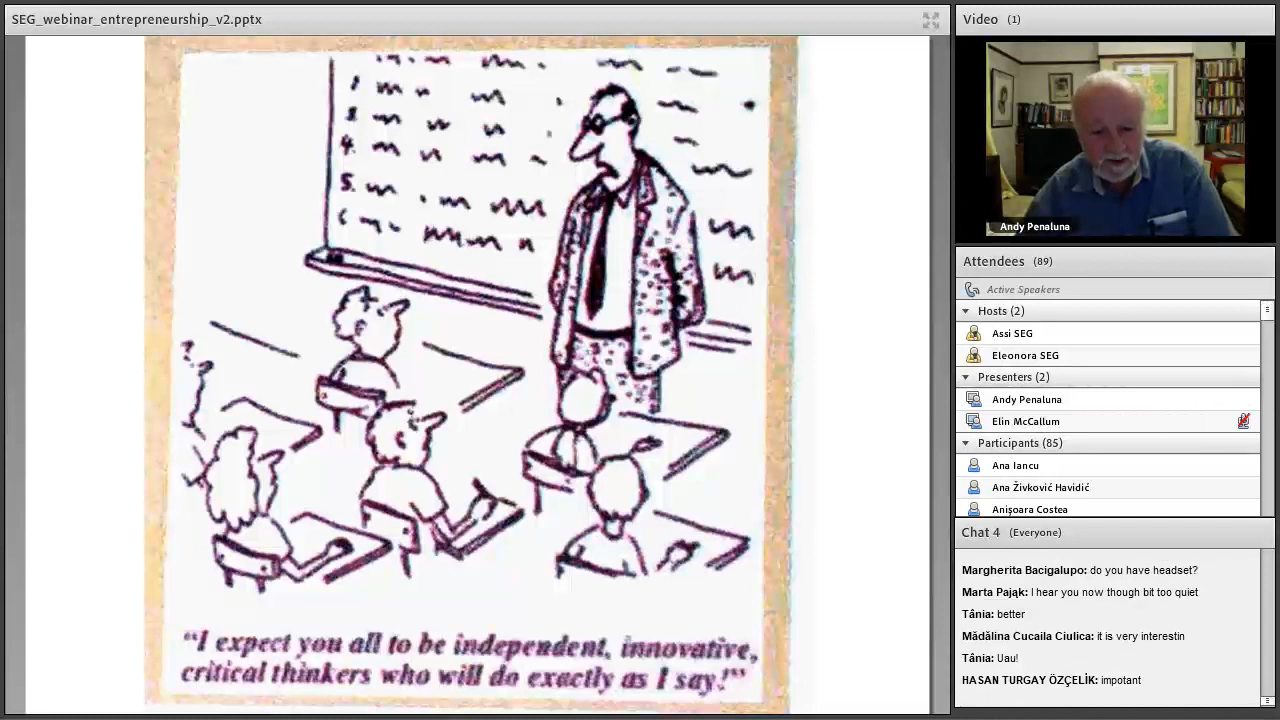 SEG_webinar_entrepreneurship_v2.pptx
5.
"I expect you all to be independent, innovative,
critical thinkers who will do exactly as I say!"
Video (1)
Andy Penaluna
Attendees (89)
Active Speakers
Hosts (2)
Assi SEG
Eleonora SEG
Presenters (2)
Andy Penaluna
Elin McCallum
Participants (85)
Ana Iancu
Ana Živković Havidić
Anişoara Costea
Chat 4 (Everyone)
Margherita Bacigalupo: do you have headset?
Marta Pająk: I hear you now though bit too quiet
Tânia: better
Mădălina Cucaila Ciulica: it is very interestin
Tânia: Uau!
HASAN TURGAY ÖZÇELİK: impotant